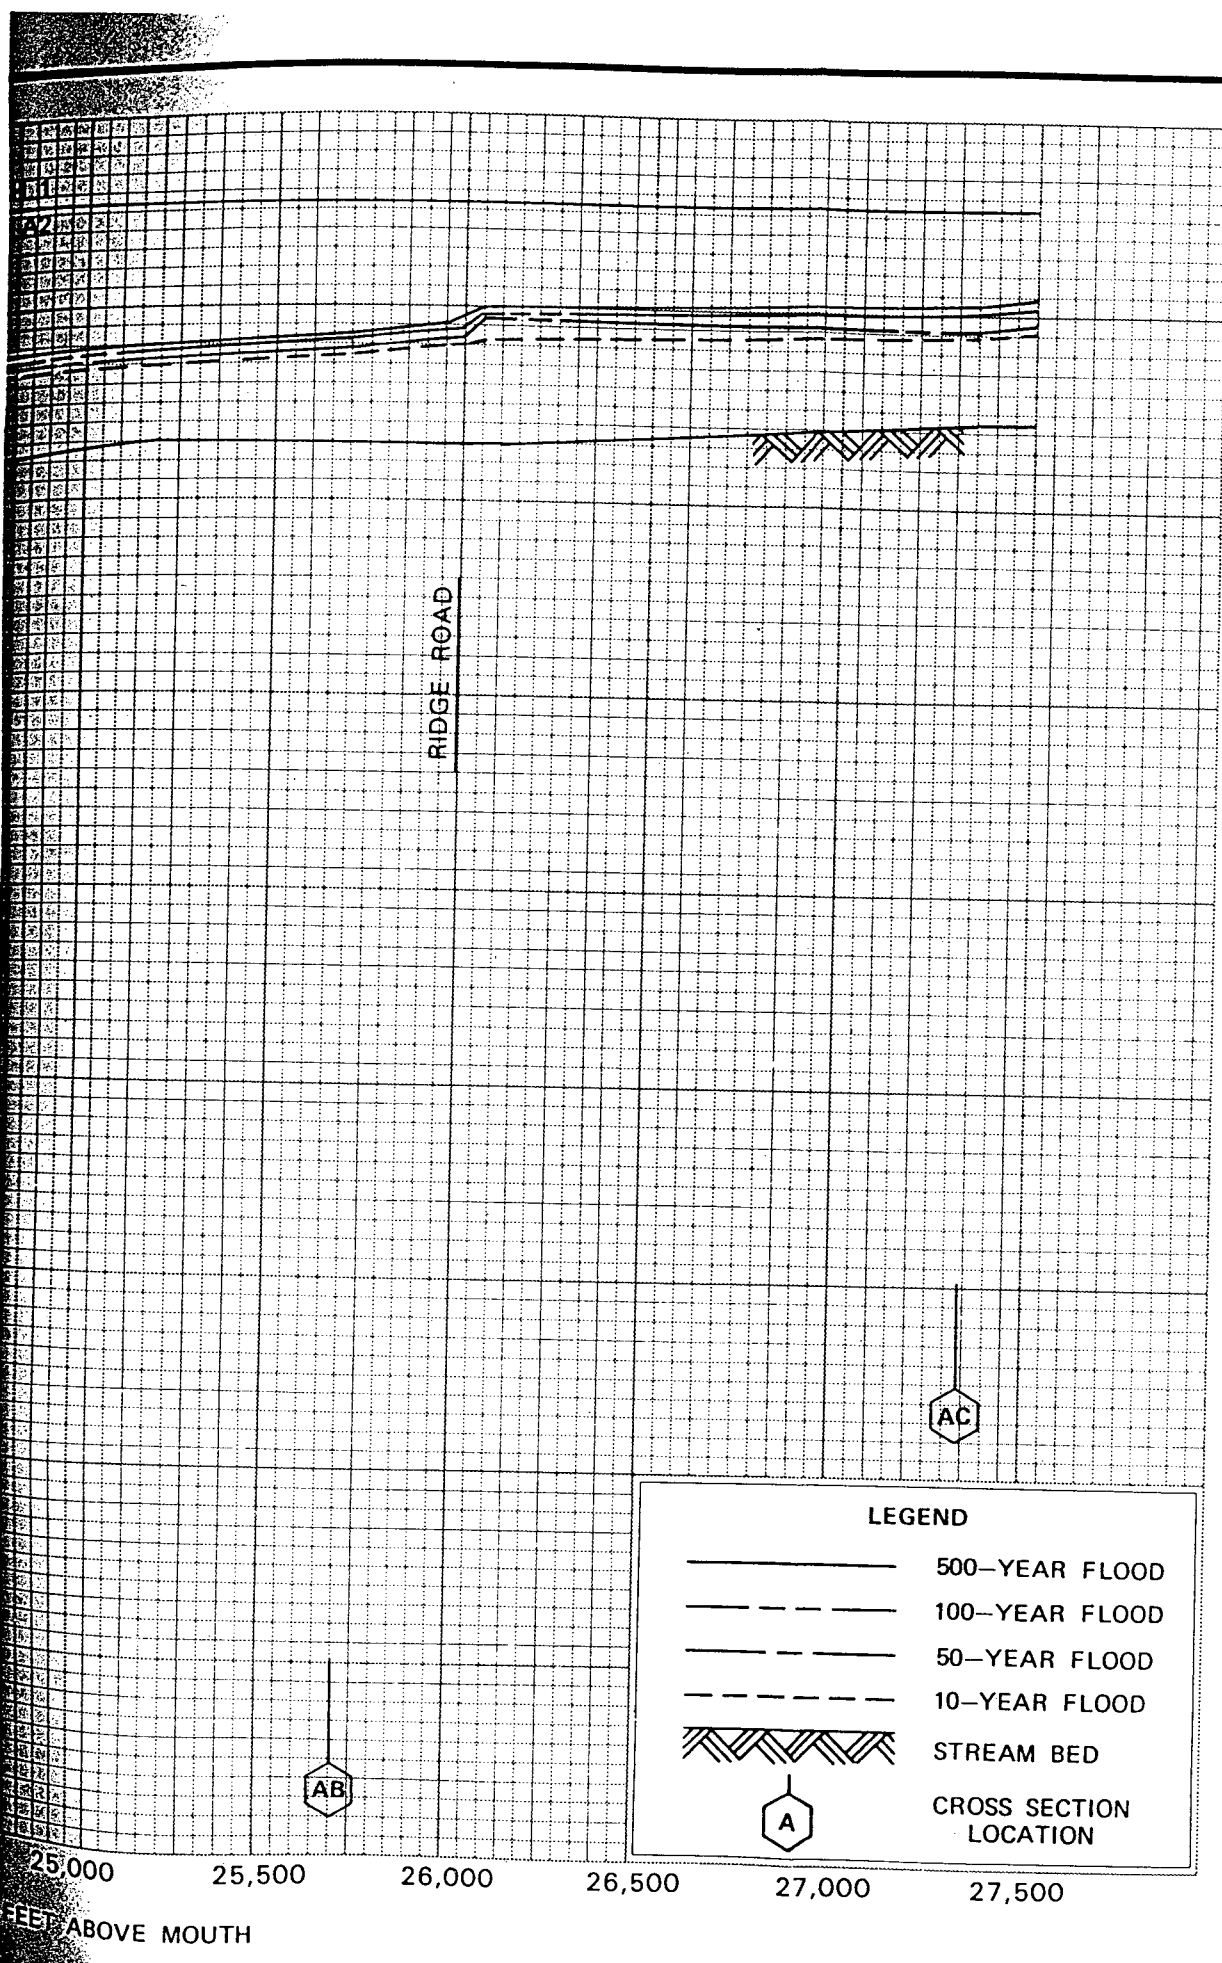 A2
RIDGE ROAD
AC
LEGEND
500–YEAR FLOOD
100–YEAR FLOOD
50–YEAR FLOOD
10–YEAR FLOOD
STREAM BED
A
CROSS SECTION
LOCATION
AB
25,000
25,500
26,000
26,500
27,000
27,500
FEET ABOVE MOUTH